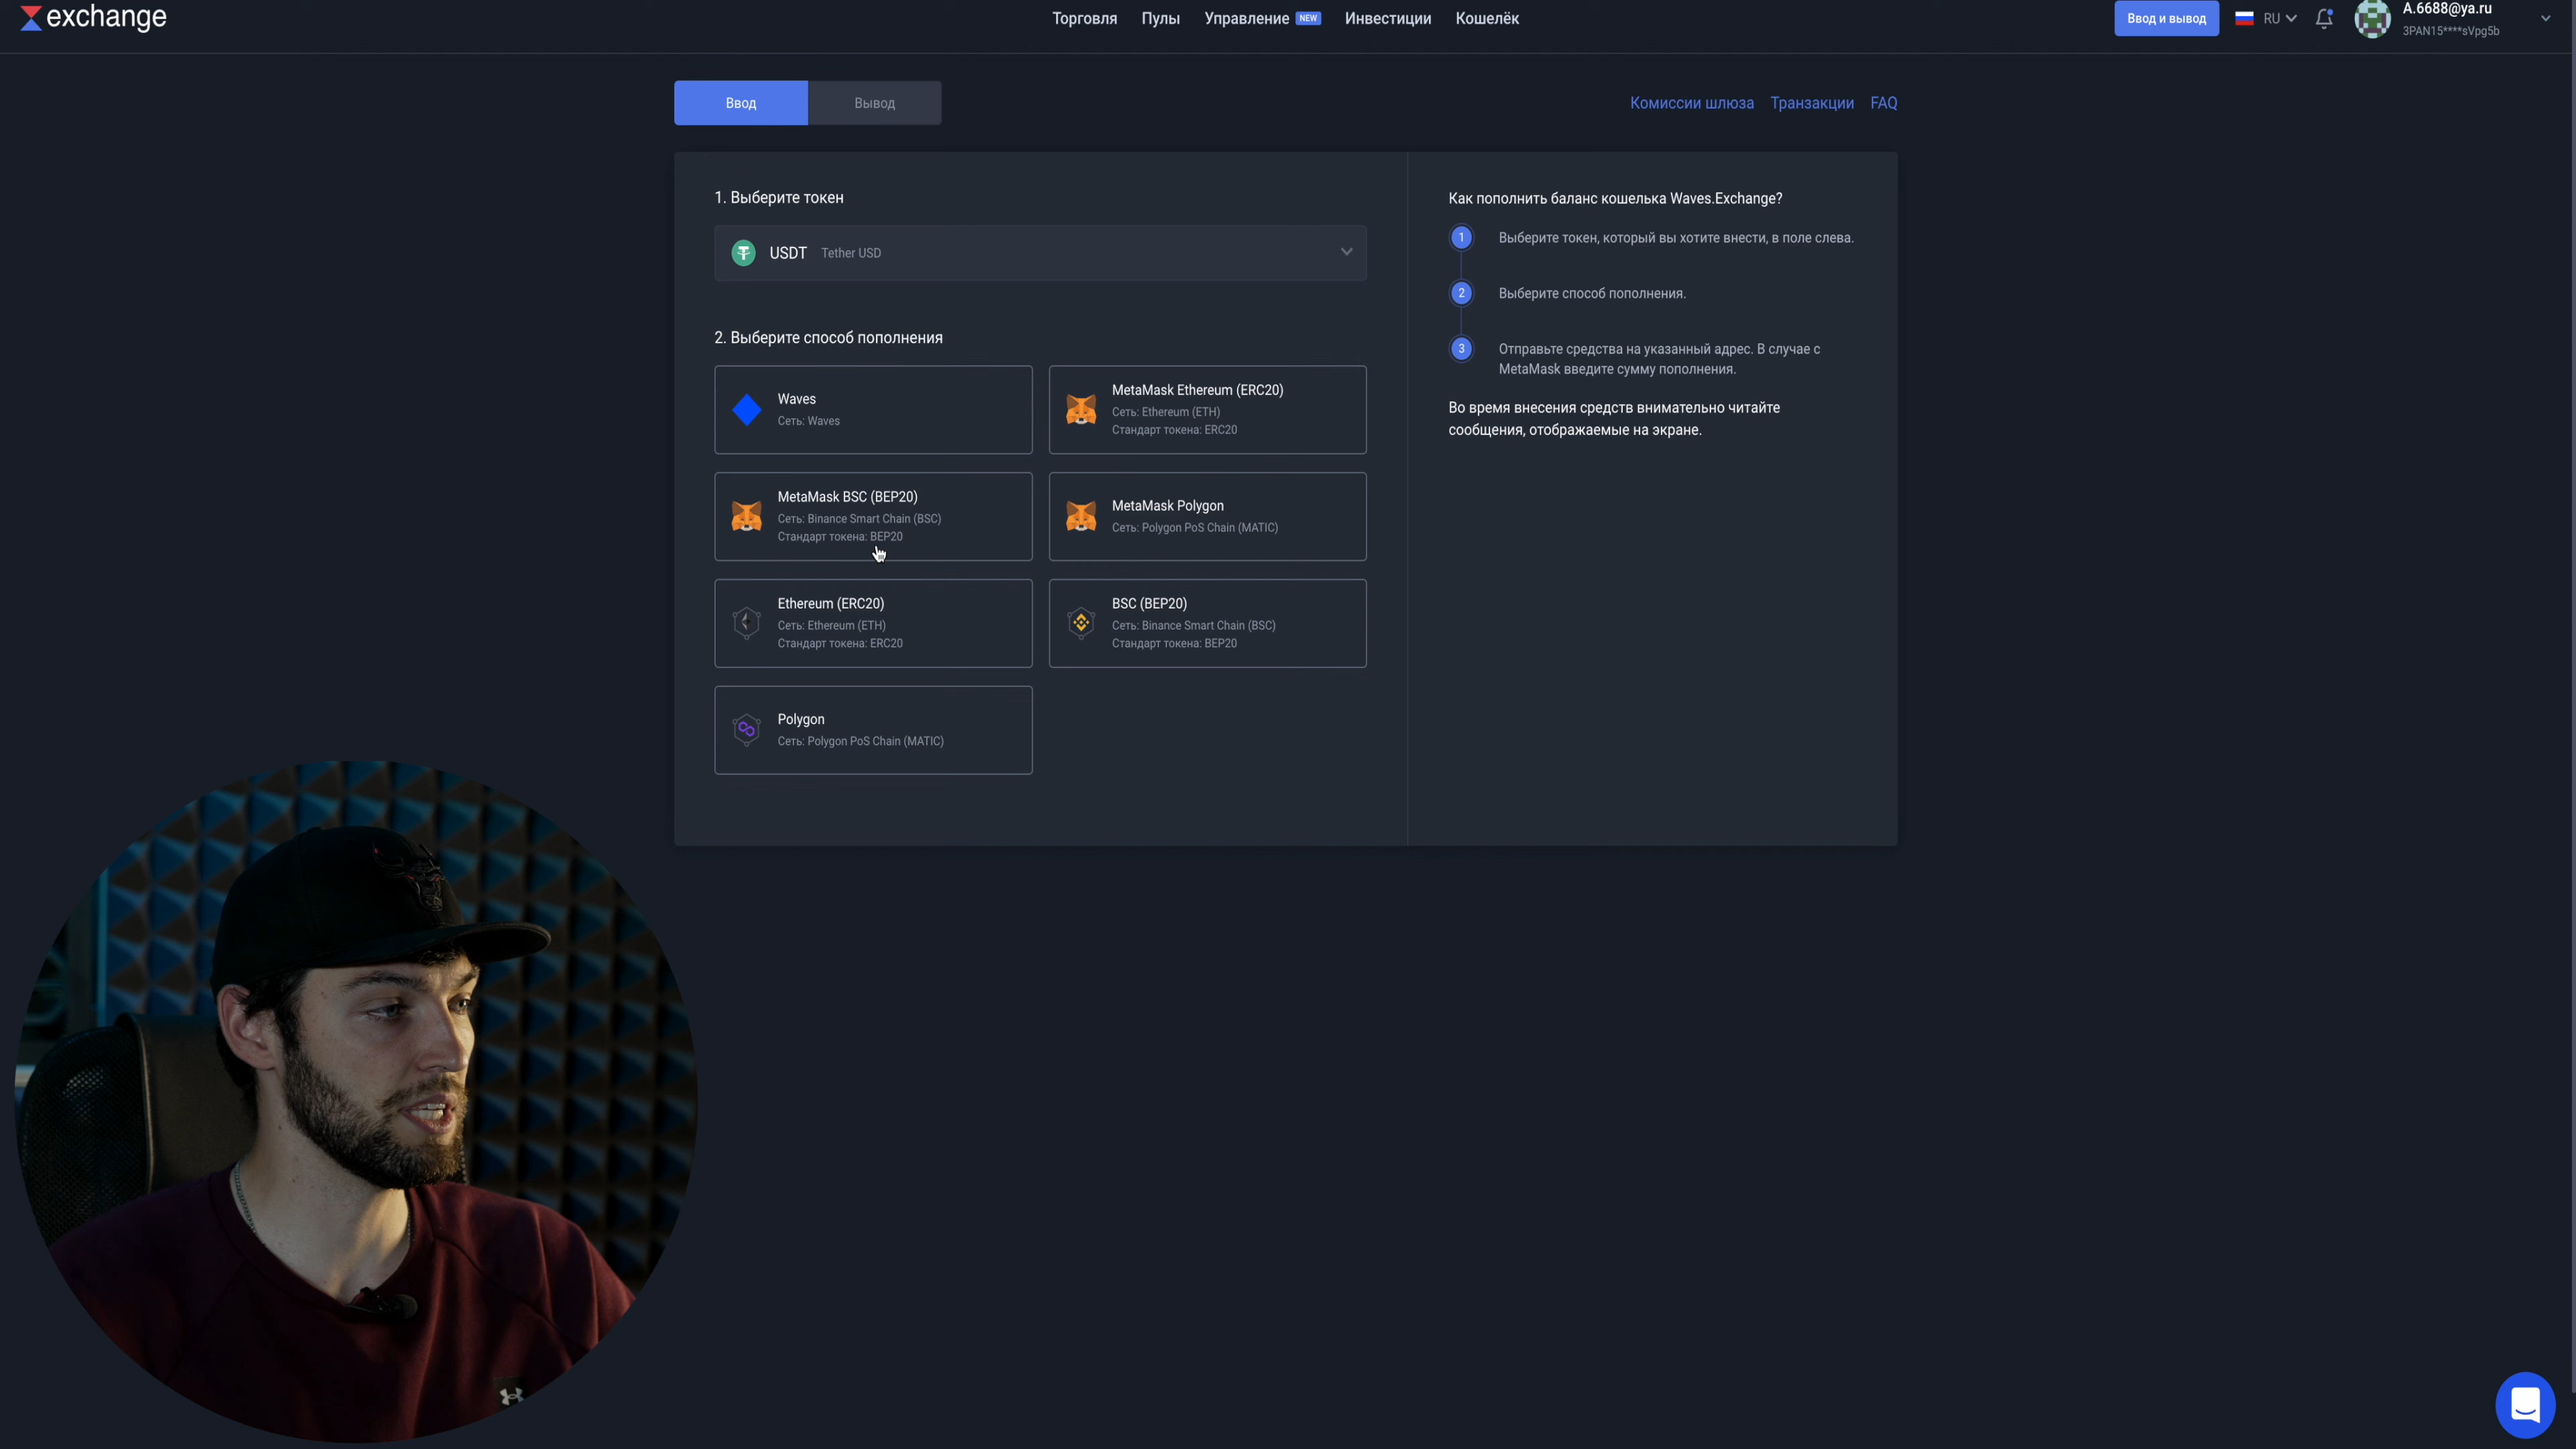 exchange
Торговля
Пулы
Управление NEW
Инвестиции
Кошелёк
Ввод и вывод
RU
A.6688@ya.ru
3PAN15****sVpg5b
Ввод
Вывод
Комиссии шлюза
Транзакции
FAQ
1. Выберите токен
USDT Tether USD
2. Выберите способ пополнения
Waves
Сеть: Waves
MetaMask Ethereum (ERC20)
Сеть: Ethereum (ETH)
Стандарт токена: ERC20
MetaMask BSC (BEP20)
Сеть: Binance Smart Chain (BSC)
Стандарт токена: BEP20
MetaMask Polygon
Сеть: Polygon PoS Chain (MATIC)
Ethereum (ERC20)
Сеть: Ethereum (ETH)
Стандарт токена: ERC20
BSC (BEP20)
Сеть: Binance Smart Chain (BSC)
Стандарт токена: BEP20
Polygon
Сеть: Polygon PoS Chain (MATIC)
Как пополнить баланс кошелька Waves.Exchange?
1
Выберите токен, который вы хотите внести, в поле слева.
2
Выберите способ пополнения.
3
Отправьте средства на указанный адрес. В случае с
MetaMask введите сумму пополнения.
Во время внесения средств внимательно читайте
сообщения, отображаемые на экране.